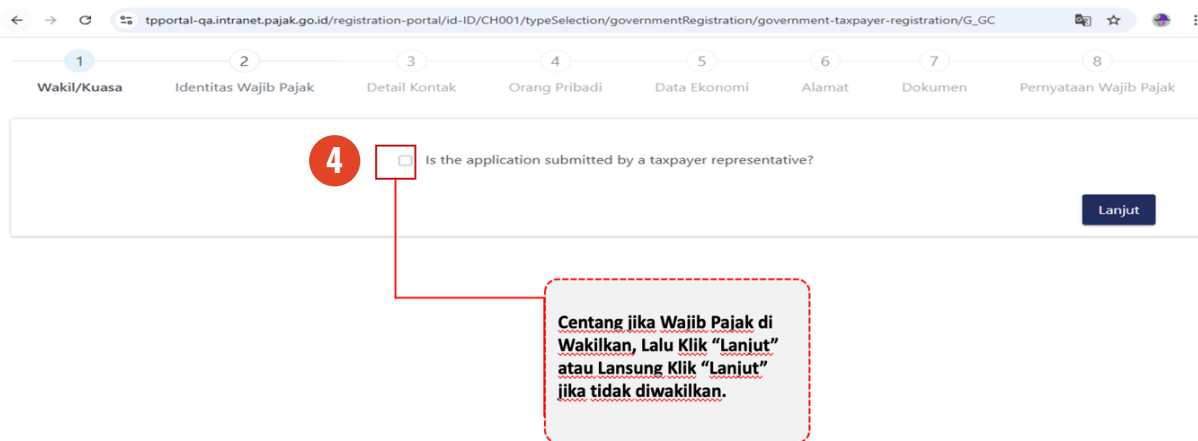 tpportal-qa.intranet.pajak.go.id/registration-portal/id-ID/CH001/typeSelection/governmentRegistration/government-taxpayer-registration/G_GC
1 2 3 4 5 6 7 8
Wakil/Kuasa Identitas Wajib Pajak Detail Kontak Orang Pribadi Data Ekonomi Alamat Dokumen Pernyataan Wajib Pajak
4 Is the application submitted by a taxpayer representative?
Lanjut
Centang jika Wajib Pajak di
Wakilkan, Lalu Klik “Lanjut”
atau Lansung Klik “Lanjut”
jika tidak diwakilkan.